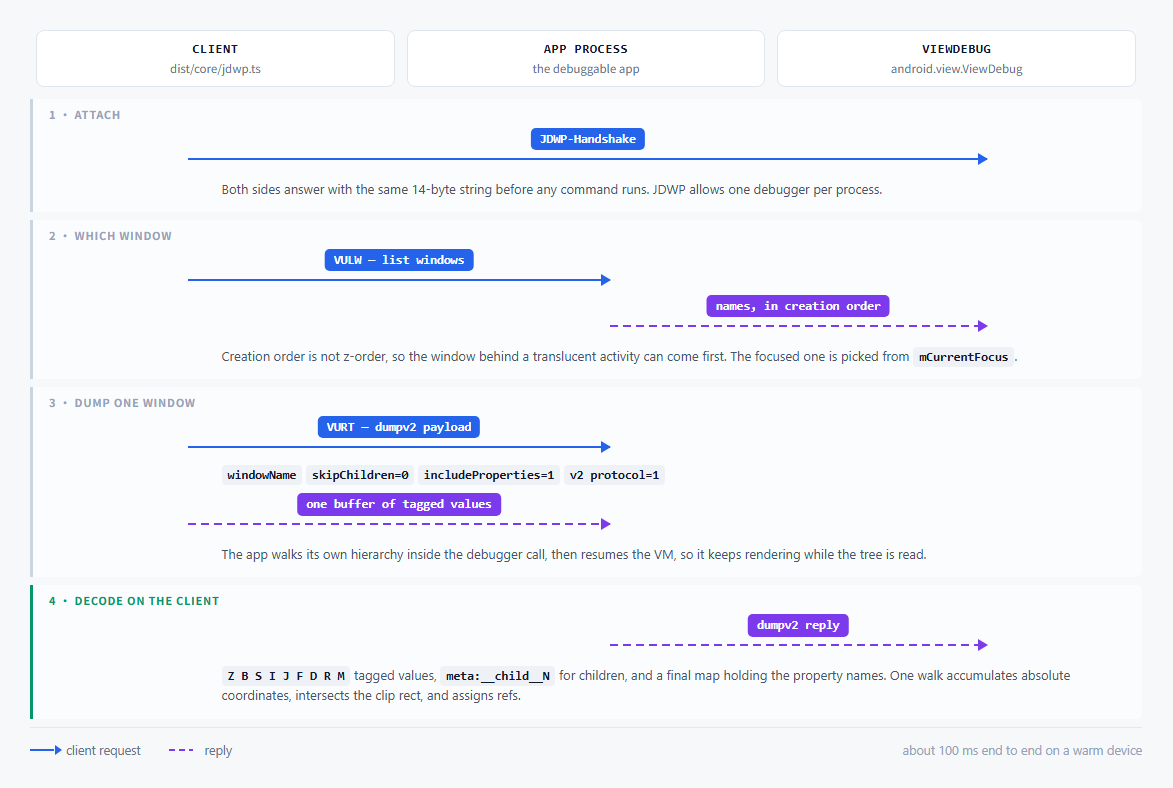 CLIENT
dist/core/jdwp.ts
APP PROCESS
the debuggable app
VIEWDEBUG
android.view.ViewDebug
1 • ATTACH
JDWP-Handshake
Both sides answer with the same 14-byte string before any command runs. JDWP allows one debugger per process.
2 • WHICH WINDOW
VULW — list windows
names, in creation order
Creation order is not z-order, so the window behind a translucent activity can come first. The focused one is picked from mCurrentFocus.
3 • DUMP ONE WINDOW
VURT — dumpv2 payload
windowName skipChildren=0 includeProperties=1 v2 protocol=1
one buffer of tagged values
The app walks its own hierarchy inside the debugger call, then resumes the VM, so it keeps rendering while the tree is read.
4 • DECODE ON THE CLIENT
dumpv2 reply
Z B S I J F D R M tagged values, meta:__child__N for children, and a final map holding the property names. One walk accumulates absolute
coordinates, intersects the clip rect, and assigns refs.
client request
reply
about 100 ms end to end on a warm device